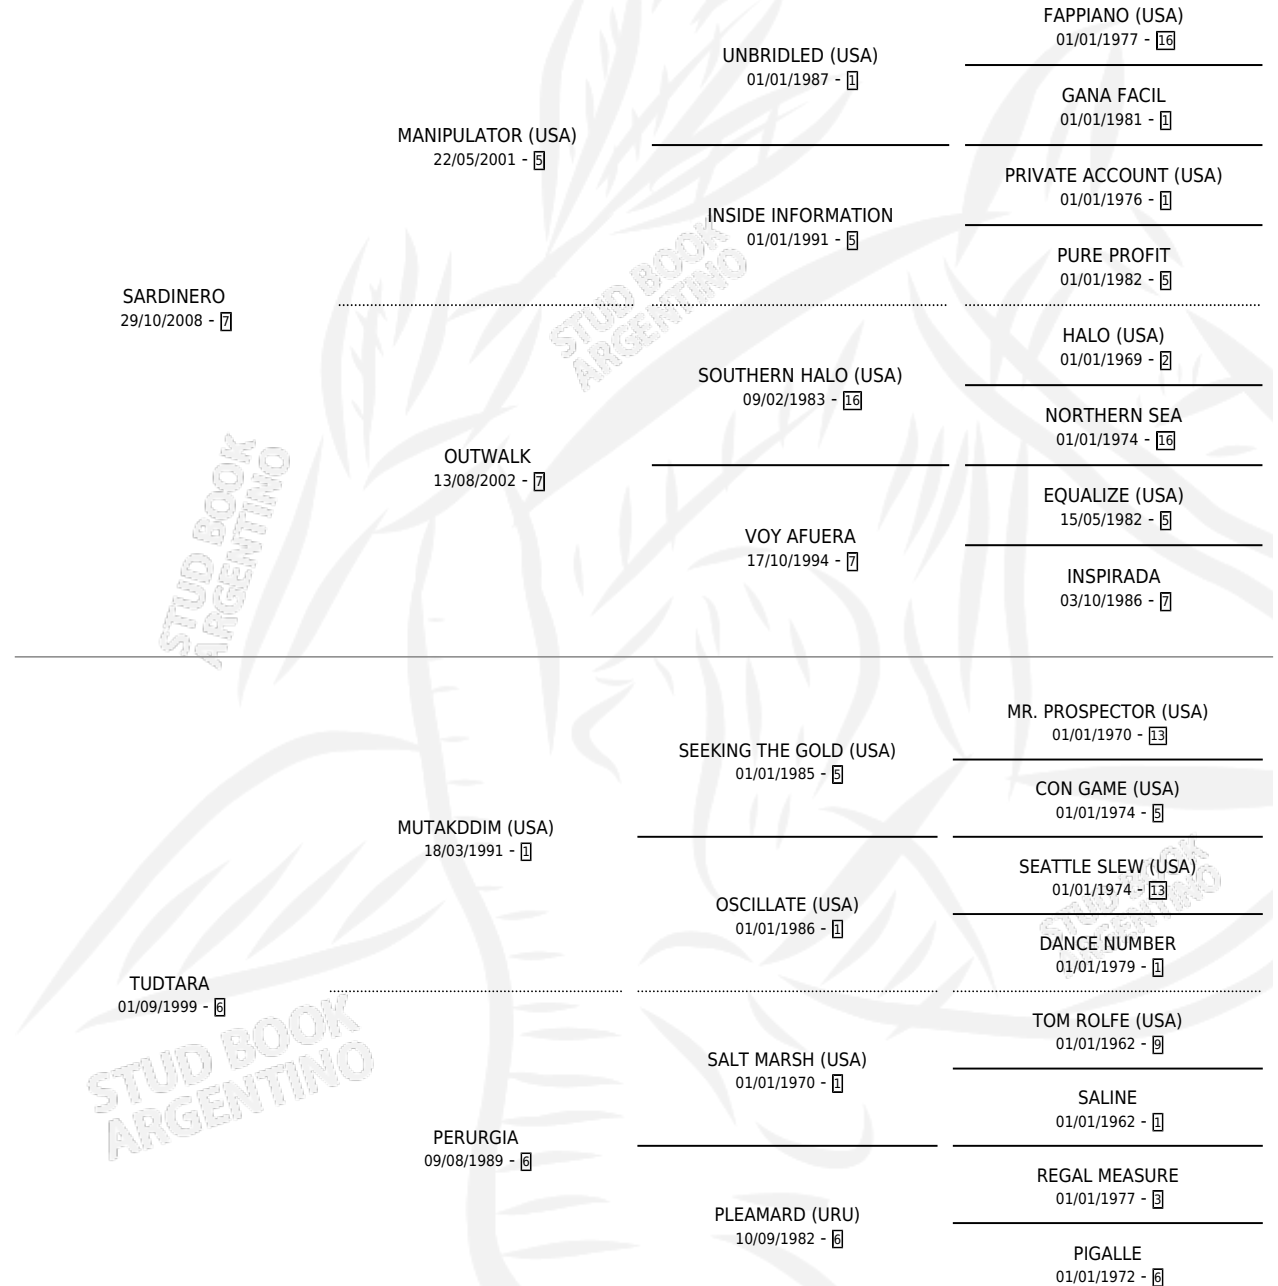 FAPPIANO (USA)
01/01/1977 - 16
UNBRIDLED (USA)
01/01/1987 - 1
GANA FACIL
01/01/1981 - 1
MANIPULATOR (USA)
22/05/2001 - 5
PRIVATE ACCOUNT (USA)
01/01/1976 - 1
INSIDE INFORMATION
01/01/1991 - 5
PURE PROFIT
01/01/1982 - 5
SARDINERO
29/10/2008 - 7
HALO (USA)
01/01/1969 - 2
SOUTHERN HALO (USA)
09/02/1983 - 16
NORTHERN SEA
01/01/1974 - 16
OUTWALK
13/08/2002 - 7
EQUALIZE (USA)
15/05/1982 - 5
VOY AFUERA
17/10/1994 - 7
INSPIRADA
03/10/1986 - 7
STUD BOOK
ARGENTINO
STUD BOOK
ARGENTINO
MR. PROSPECTOR (USA)
01/01/1970 - 13
SEEKING THE GOLD (USA)
01/01/1985 - 5
CON GAME (USA)
01/01/1974 - 5
MUTAKDDIM (USA)
18/03/1991 - 1
SEATTLE SLEW (USA)
01/01/1974 - 13
OSCILLATE (USA)
01/01/1986 - 1
DANCE NUMBER
01/01/1979 - 1
TUDTARA
01/09/1999 - 6
TOM ROLFE (USA)
01/01/1962 - 9
SALT MARSH (USA)
01/01/1970 - 1
SALINE
01/01/1962 - 1
PERURGIA
09/08/1989 - 6
REGAL MEASURE
01/01/1977 - 3
PLEAMARD (URU)
10/09/1982 - 6
PIGALLE
01/01/1972 - 6
STUD BOOK
ARGENTINO
STUD BOOK
ARGENTINO